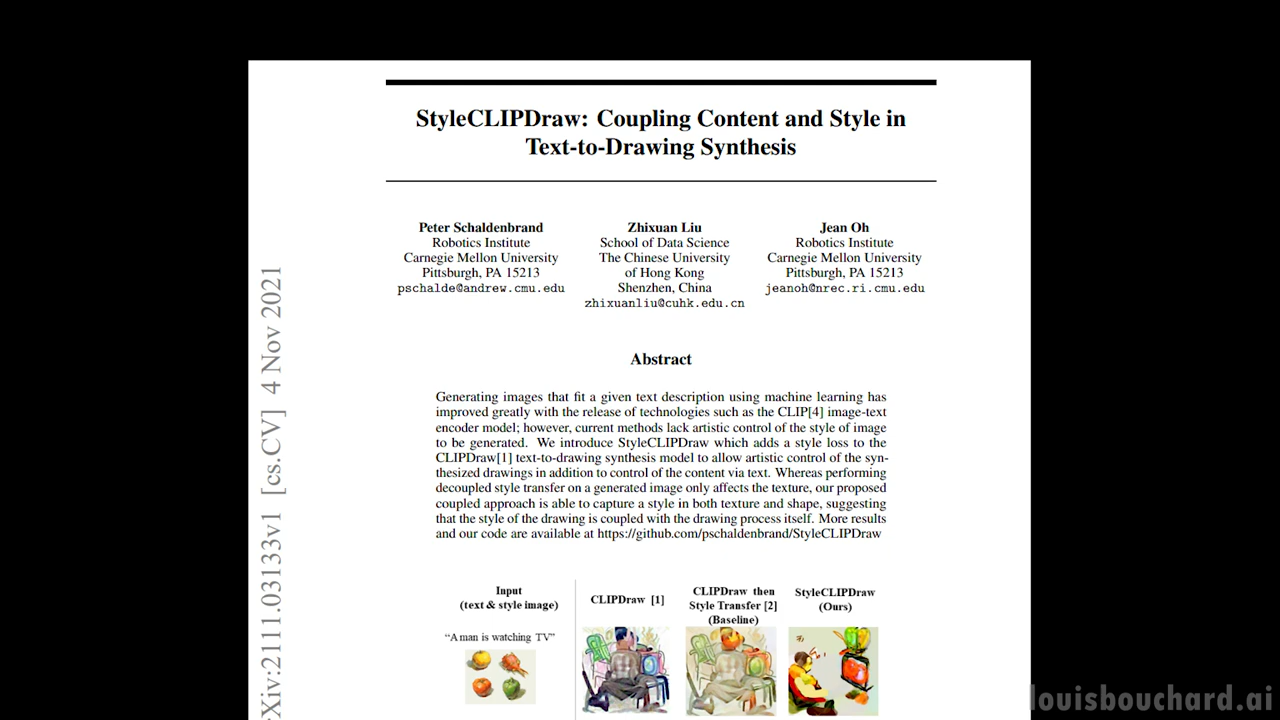 StyleCLIPDraw: Coupling Content and Style in
Text-to-Drawing Synthesis
Peter Schaldenbrand
Robotics Institute
Carnegie Mellon University
Pittsburgh, PA 15213
pschalde@andrew.cmu.edu
Zhixuan Liu
School of Data Science
The Chinese University
of Hong Kong
Shenzhen, China
zhixuanliu@cuhk.edu.cn
Jean Oh
Robotics Institute
Carnegie Mellon University
Pittsburgh, PA 15213
jeanoh@nrec.ri.cmu.edu
Abstract
Generating images that fit a given text description using machine learning has
improved greatly with the release of technologies such as the CLIP[4] image-text
encoder model; however, current methods lack artistic control of the style of image
to be generated. We introduce StyleCLIPDraw which adds a style loss to the
CLIPDraw[1] text-to-drawing synthesis model to allow artistic control of the syn-
thesized drawings in addition to control of the content via text. Whereas performing
decoupled style transfer on a generated image only affects the texture, our proposed
coupled approach is able to capture a style in both texture and shape, suggesting
that the style of the drawing is coupled with the drawing process itself. More results
and our code are available at https://github.com/pschaldenbrand/StyleCLIPDraw
Input
(text & style image)
"A man is watching TV"
CLIPDraw [1]
CLIPDraw then
Style Transfer [2]
(Baseline)
StyleCLIPDraw
(Ours)
rXiv:2111.03133v1 [cs.CV] 4 Nov 2021
louisbouchard.ai